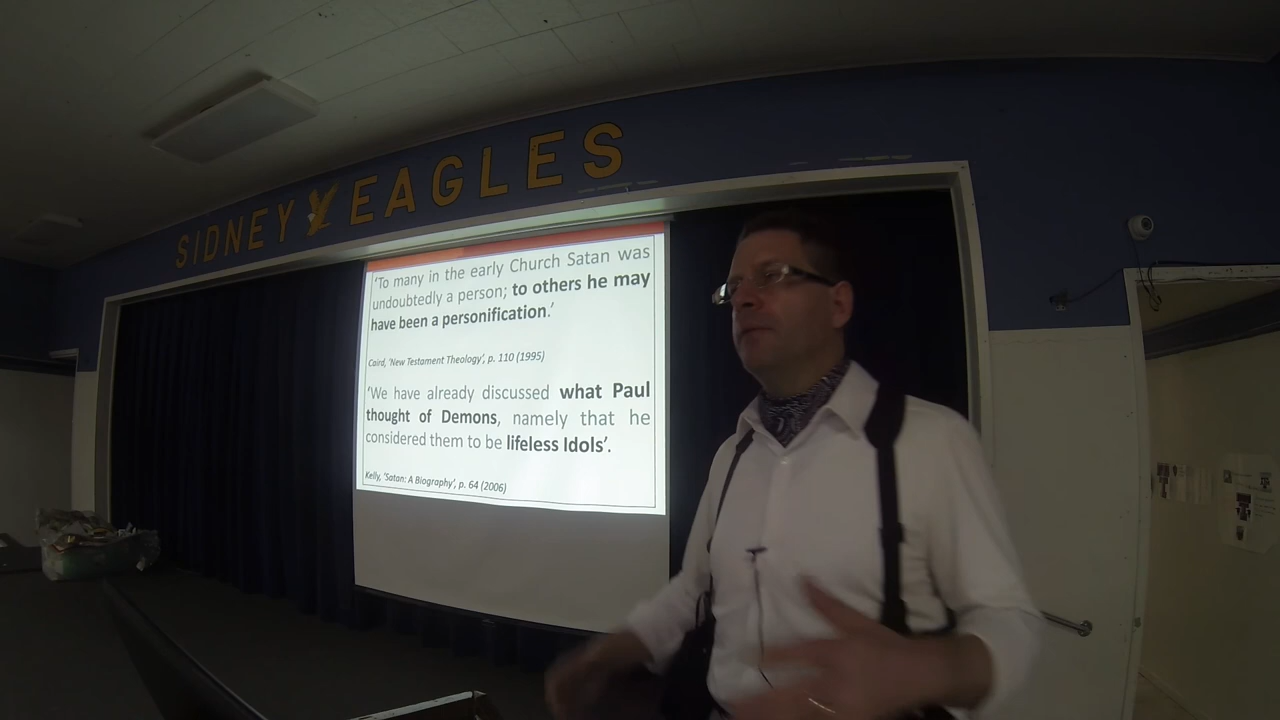 SIDNEY EAGLES
'To many in the early Church Satan was
undoubtedly a person; to others he may
have been a personification.'
Caird, 'New Testament Theology', p. 110 (1995)
'We have already discussed what Paul
thought of Demons, namely that he
considered them to be lifeless Idols'.
Kelly, 'Satan: A Biography', p. 64 (2006)